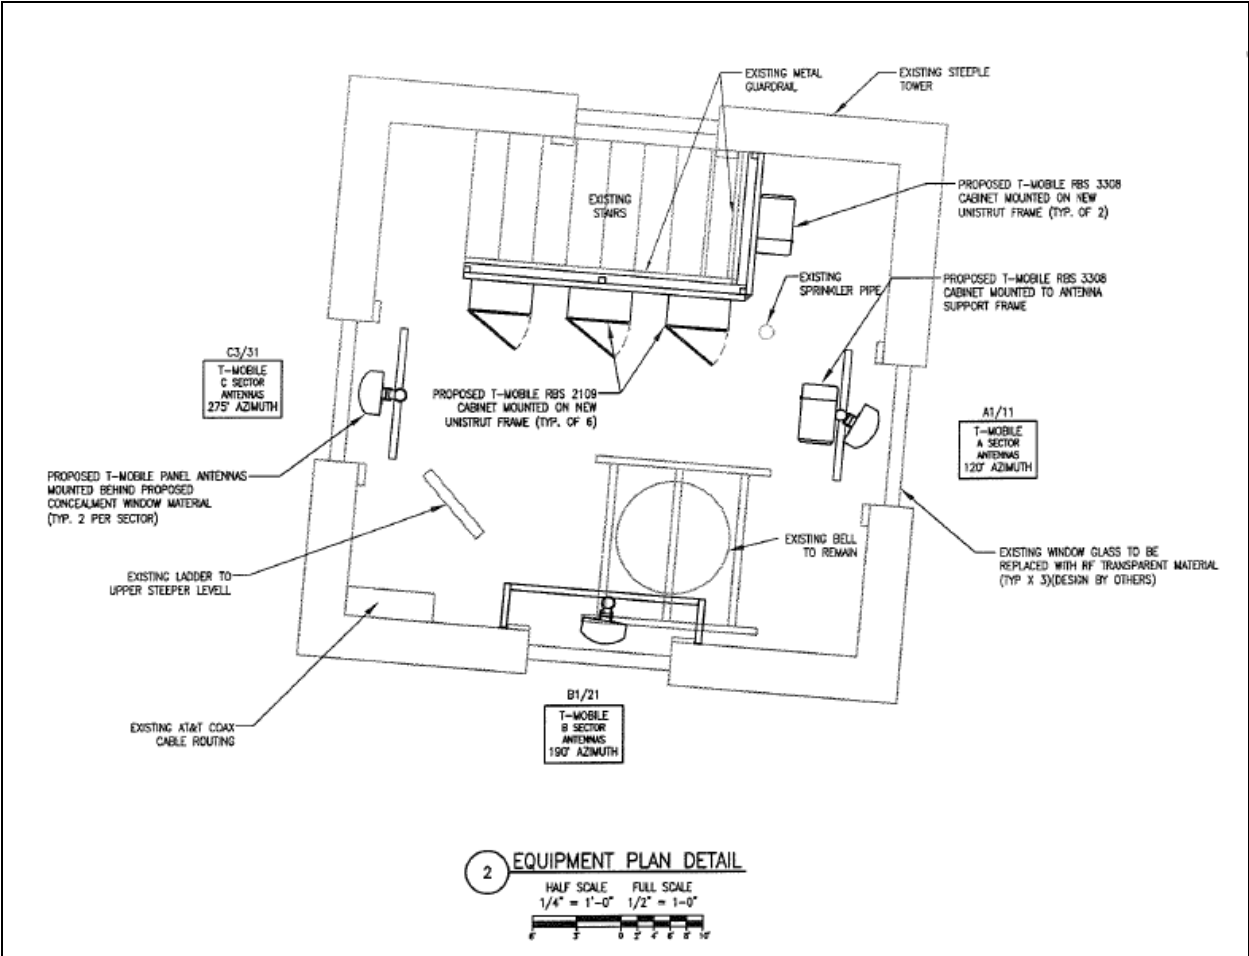 EXISTING METAL
GUARDRAIL
EXISTING STEEPLE
TOWER
PROPOSED T-MOBILE RBS 3308
CABINET MOUNTED ON NEW
UNISTRUT FRAME (TYP. OF 2)
EXISTING
STAIRS
EXISTING
SPRINKLER PIPE
PROPOSED T-MOBILE RBS 3308
CABINET MOUNTED TO ANTENNA
SUPPORT FRAME
C3/31
T-MOBILE
C SECTOR
ANTENNAS
275° AZIMUTH
PROPOSED T-MOBILE RBS 2109
CABINET MOUNTED ON NEW
UNISTRUT FRAME (TYP. OF 6)
A1/11
T-MOBILE
A SECTOR
ANTENNAS
120° AZIMUTH
PROPOSED T-MOBILE PANEL ANTENNAS
MOUNTED BEHIND PROPOSED
CONCEALMENT WINDOW MATERIAL
(TYP. 2 PER SECTOR)
EXISTING BELL
TO REMAIN
EXISTING WINDOW GLASS TO BE
REPLACED WITH RF TRANSPARENT MATERIAL
(TYP X 3)(DESIGN BY OTHERS)
EXISTING LADDER TO
UPPER STEEPER LEVELL
B1/21
T-MOBILE
B SECTOR
ANTENNAS
190° AZIMUTH
EXISTING AT&T COAX
CABLE ROUTING
2
EQUIPMENT PLAN DETAIL
HALF SCALE FULL SCALE
1/4" = 1'-0" 1/2" = 1-0"
0 2' 4' 6' 8' 10'